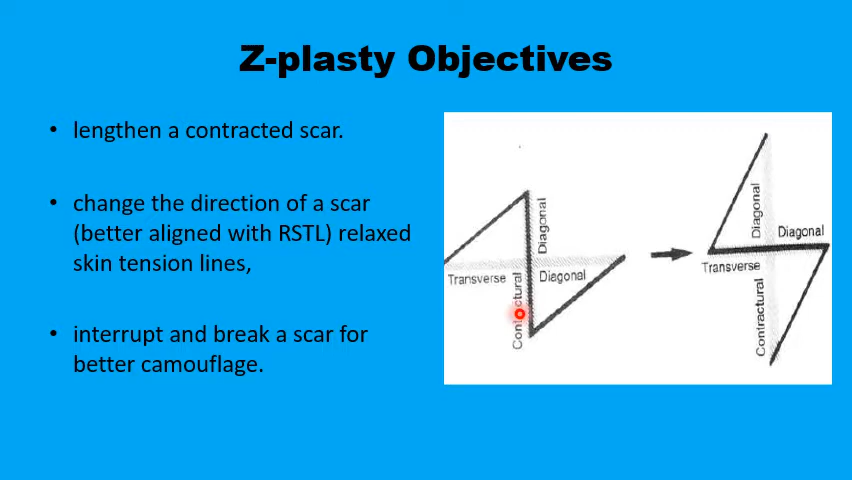 Z-plasty Objectives
• lengthen a contracted scar.
• change the direction of a scar
(better aligned with RSTL) relaxed
skin tension lines,
• interrupt and break a scar for
better camouflage.
Diagonal
Transverse
Diagonal
Contractural
Diagonal
Diagonal
Transverse
Contractural